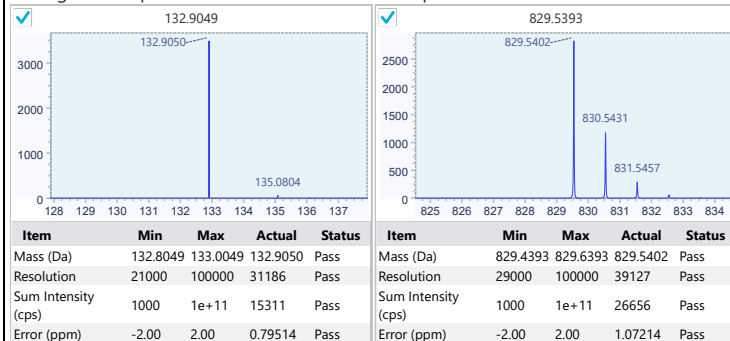 132.9049
132.9050
3000
2000
1000
0
135.0804
128 129 130 131 132 133 134 135 136 137
Item Min Max Actual Status
Mass (Da) 132.8049 133.0049 132.9050 Pass
Resolution 21000 100000 31186 Pass
Sum Intensity
(cps) 1000 1e+11 15311 Pass
Error (ppm) -2.00 2.00 0.79514 Pass
829.5393
829.5402
2500
2000
1500
1000
500
0
830.5431
831.5457
825 826 827 828 829 830 831 832 833 834
Item Min Max Actual Status
Mass (Da) 829.4393 829.6393 829.5402 Pass
Resolution 29000 100000 39127 Pass
Sum Intensity
(cps) 1000 1e+11 26656 Pass
Error (ppm) -2.00 2.00 1.07214 Pass